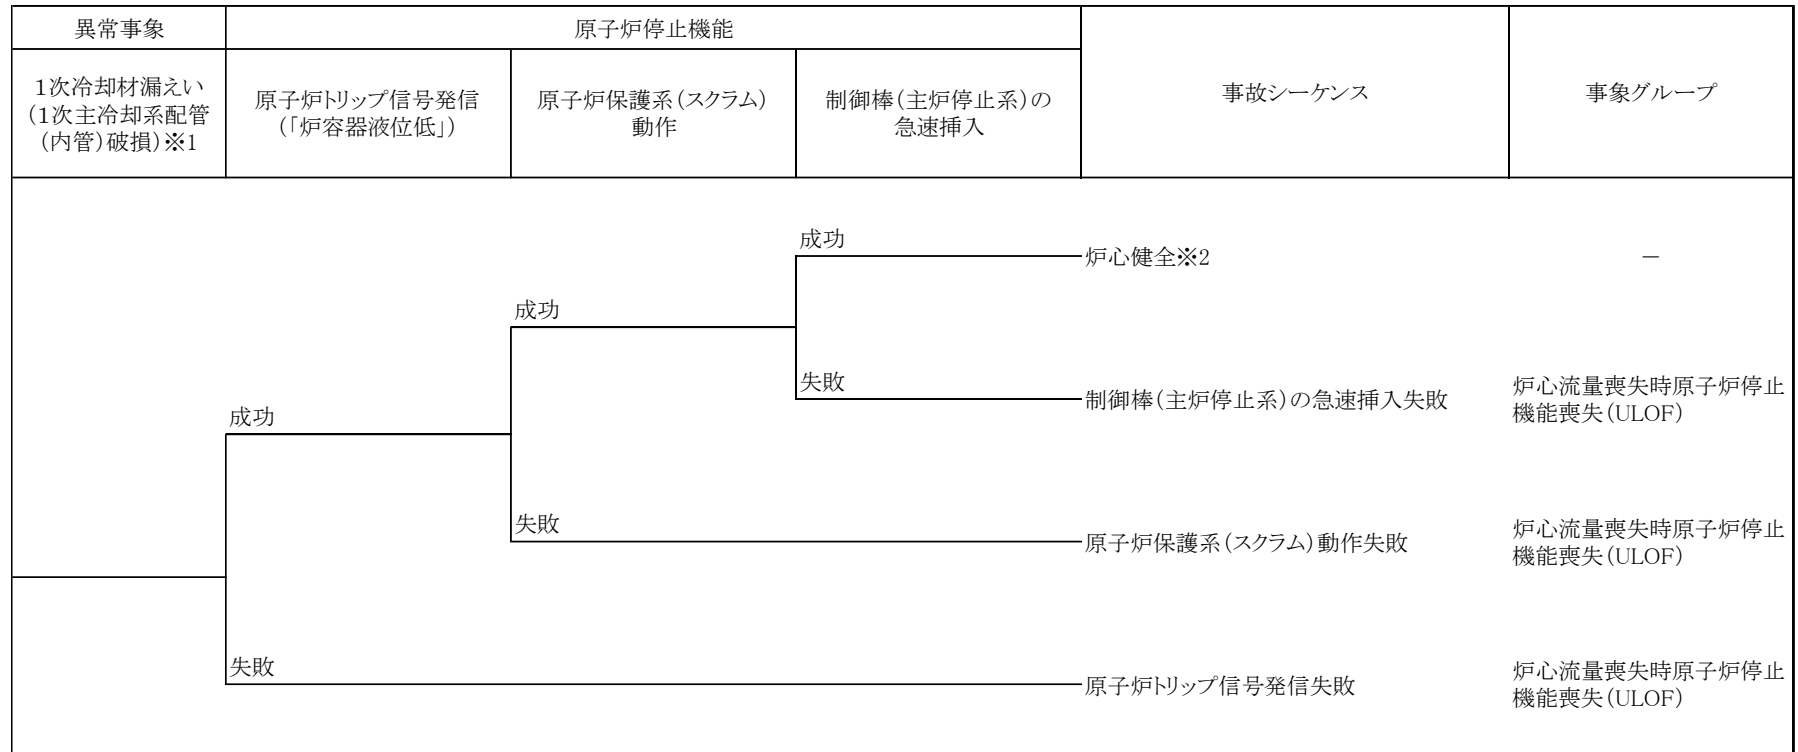 異常事象
原子炉停止機能
1次冷却材漏えい
(1次主冷却系配管
(内管)破損)※1
原子炉トリップ信号発信
(「炉容器液位低」)
原子炉保護系(スクラム)
動作
制御棒(主炉停止系)の
急速挿入
事故シーケンス
事象グループ
成功
炉心健全※2
－
成功
失敗
制御棒(主炉停止系)の急速挿入失敗
炉心流量喪失時原子炉停止
機能喪失(ULOF)
成功
失敗
原子炉保護系(スクラム)動作失敗
炉心流量喪失時原子炉停止
機能喪失(ULOF)
失敗
原子炉トリップ信号発信失敗
炉心流量喪失時原子炉停止
機能喪失(ULOF)